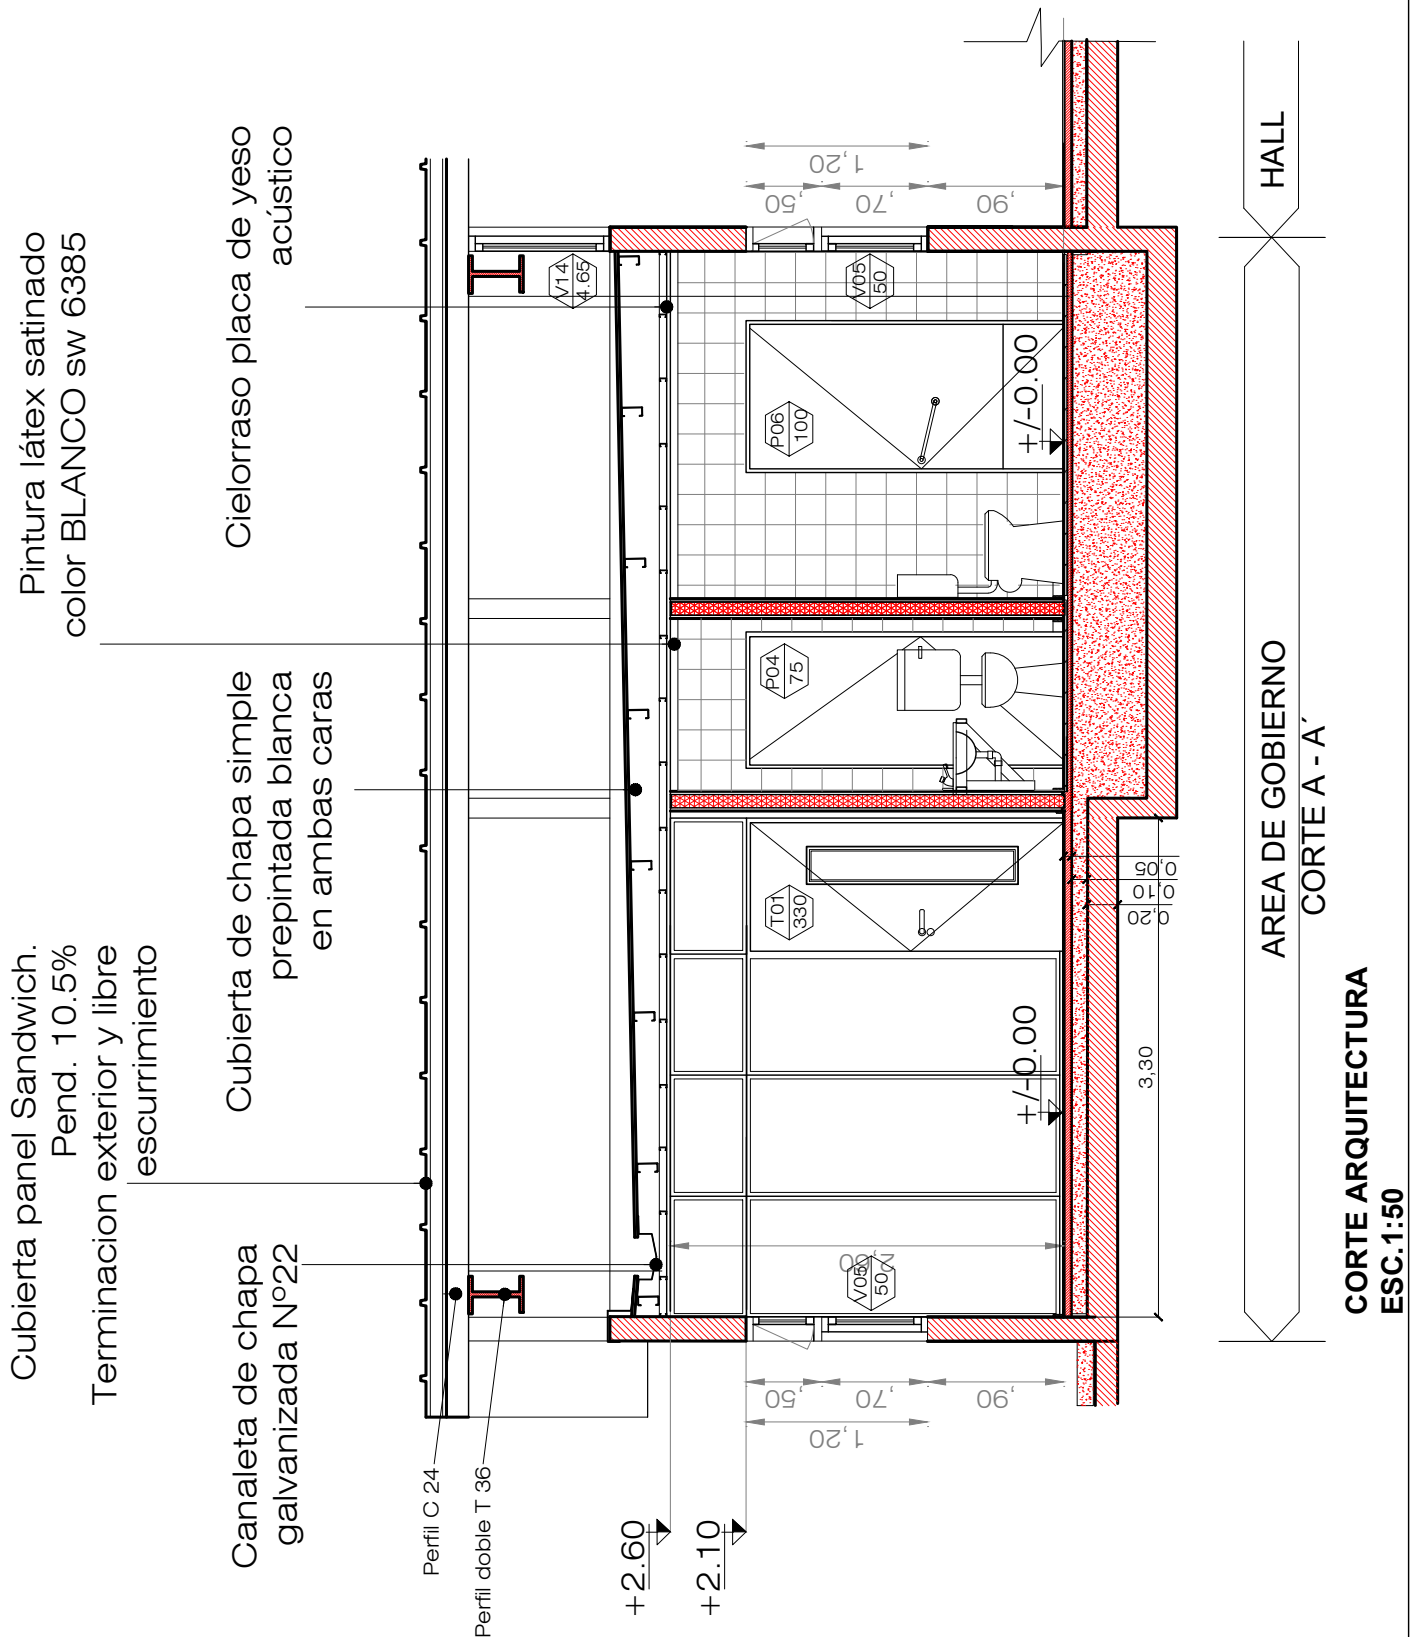 Cubierta panel Sandwich.
Pend. 10.5%
Terminacion exterior y libre
escurrimiento
Pintura látex satinado
color BLANCO sw 6385
Canaleta de chapa
galvanizada Nº22
Cubierta de chapa simple
prepintada blanca
en ambas caras
Cielorraso placa de yeso
acústico
Perfil C 24
Perfil doble T 36
V14
4.65
+2.60
+2.10
1,20
,50
,70
,90
V05
50
2,60
T01
330
P04
75
P06
100
V05
50
1,20
,50
,70
,90
+/-0.00
+/-0.00
0,05
0,10
0,20
3,30
AREA DE GOBIERNO
HALL
CORTE A - A´
CORTE ARQUITECTURA
ESC.1:50